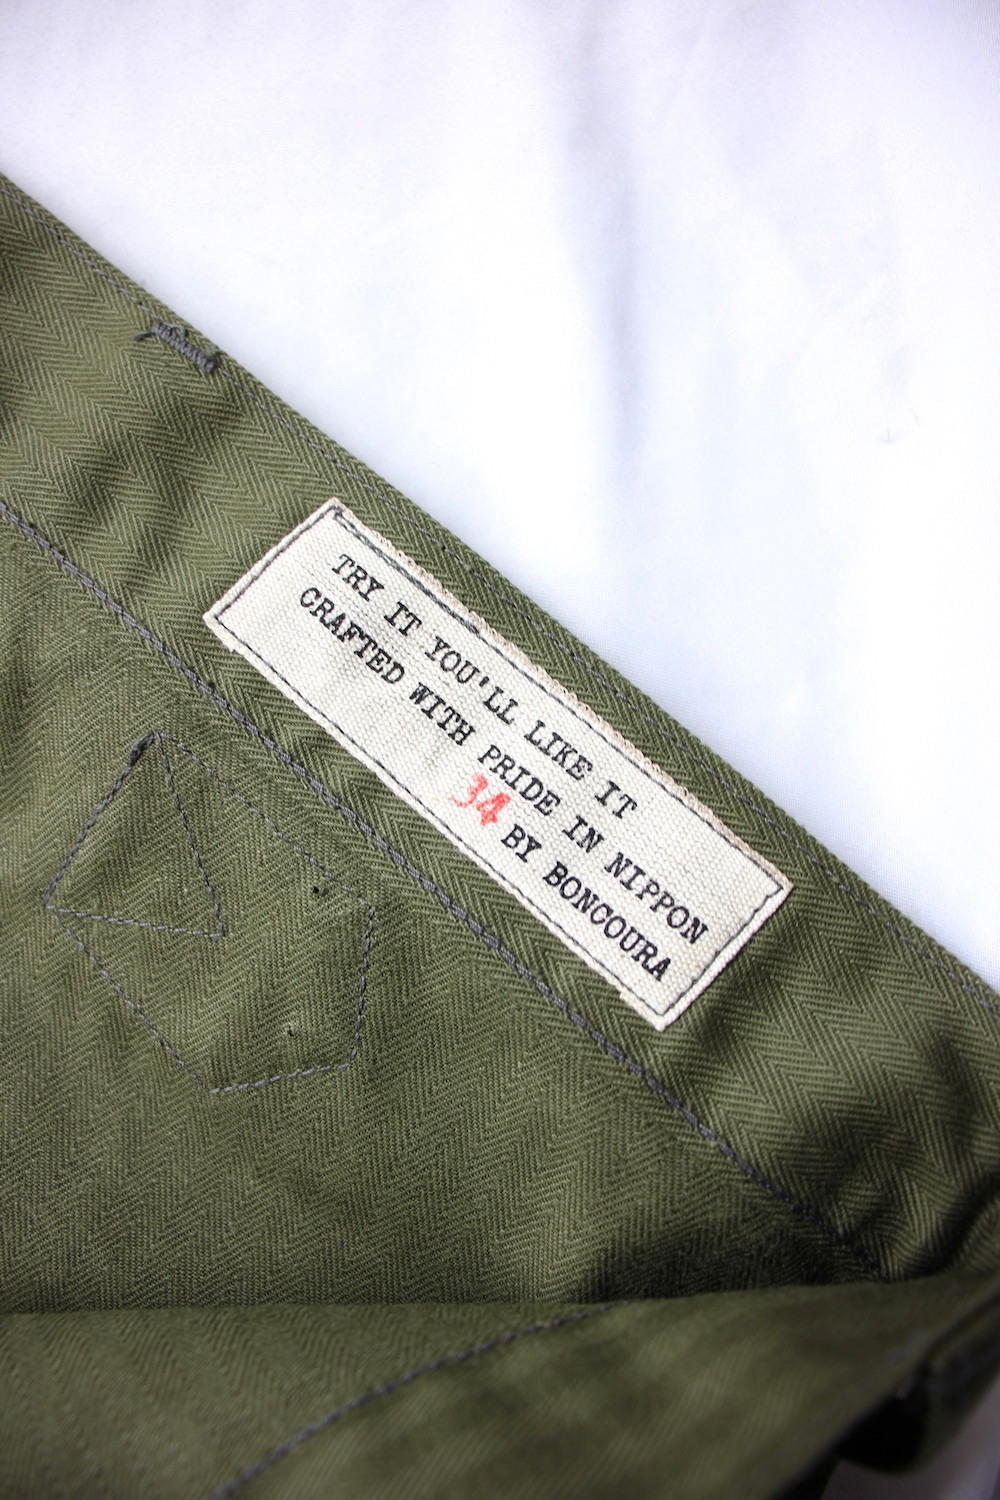 TRY IT YOU'LL LIKE IT
CRAFTED WITH PRIDE IN NIPPON
34 BY BONCOURA